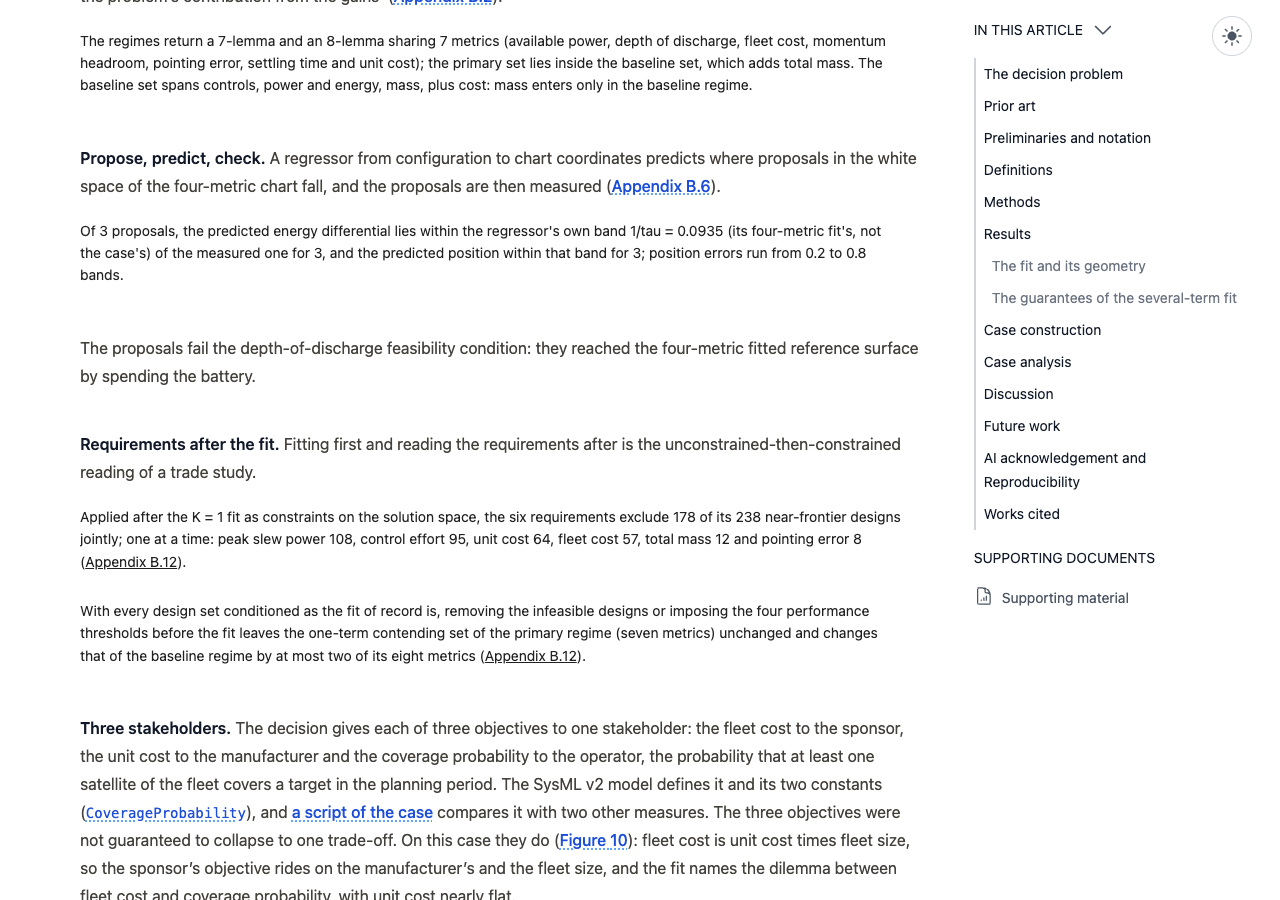 The regimes return a 7-lemma and an 8-lemma sharing 7 metrics (available power, depth of discharge, fleet cost, momentum
headroom, pointing error, settling time and unit cost); the primary set lies inside the baseline set, which adds total mass. The
baseline set spans controls, power and energy, mass, plus cost: mass enters only in the baseline regime.
Propose, predict, check. A regressor from configuration to chart coordinates predicts where proposals in the white
space of the four-metric chart fall, and the proposals are then measured (Appendix B.6).
Of 3 proposals, the predicted energy differential lies within the regressor's own band 1/tau = 0.0935 (its four-metric fit's, not
the case's) of the measured one for 3, and the predicted position within that band for 3; position errors run from 0.2 to 0.8
bands.
The proposals fail the depth-of-discharge feasibility condition: they reached the four-metric fitted reference surface
by spending the battery.
Requirements after the fit. Fitting first and reading the requirements after is the unconstrained-then-constrained
reading of a trade study.
Applied after the K = 1 fit as constraints on the solution space, the six requirements exclude 178 of its 238 near-frontier designs
jointly; one at a time: peak slew power 108, control effort 95, unit cost 64, fleet cost 57, total mass 12 and pointing error 8
(Appendix B.12).
With every design set conditioned as the fit of record is, removing the infeasible designs or imposing the four performance
thresholds before the fit leaves the one-term contending set of the primary regime (seven metrics) unchanged and changes
that of the baseline regime by at most two of its eight metrics (Appendix B.12).
Three stakeholders. The decision gives each of three objectives to one stakeholder: the fleet cost to the sponsor,
the unit cost to the manufacturer and the coverage probability to the operator, the probability that at least one
satellite of the fleet covers a target in the planning period. The SysML v2 model defines it and its two constants
(CoverageProbability), and a script of the case compares it with two other measures. The three objectives were
not guaranteed to collapse to one trade-off. On this case they do (Figure 10): fleet cost is unit cost times fleet size,
so the sponsor’s objective rides on the manufacturer’s and the fleet size, and the fit names the dilemma between
fleet cost and coverage probability, with unit cost nearly flat.
IN THIS ARTICLE
The decision problem
Prior art
Preliminaries and notation
Definitions
Methods
Results
The fit and its geometry
The guarantees of the several-term fit
Case construction
Case analysis
Discussion
Future work
AI acknowledgement and
Reproducibility
Works cited
SUPPORTING DOCUMENTS
Supporting material